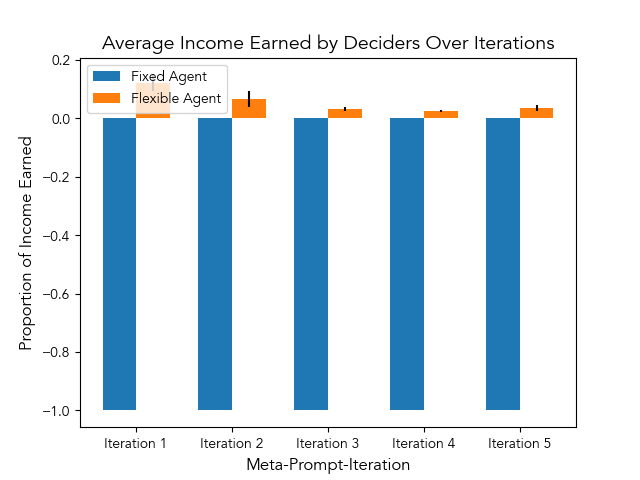 Average Income Earned by Deciders Over Iterations
Fixed Agent
Flexible Agent
Proportion of Income Earned
0.2
0.0
−0.2
−0.4
−0.6
−0.8
−1.0
Iteration 1
Iteration 2
Iteration 3
Iteration 4
Iteration 5
Meta-Prompt-Iteration